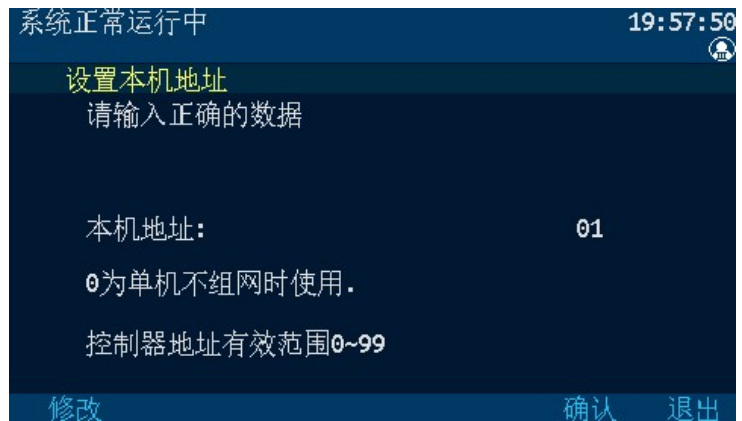 系统正常运行中 19:57:50
设置本机地址
请输入正确的数据
本机地址: 01
0为单机不组网时使用.
控制器地址有效范围0~99
修改 确认 退出